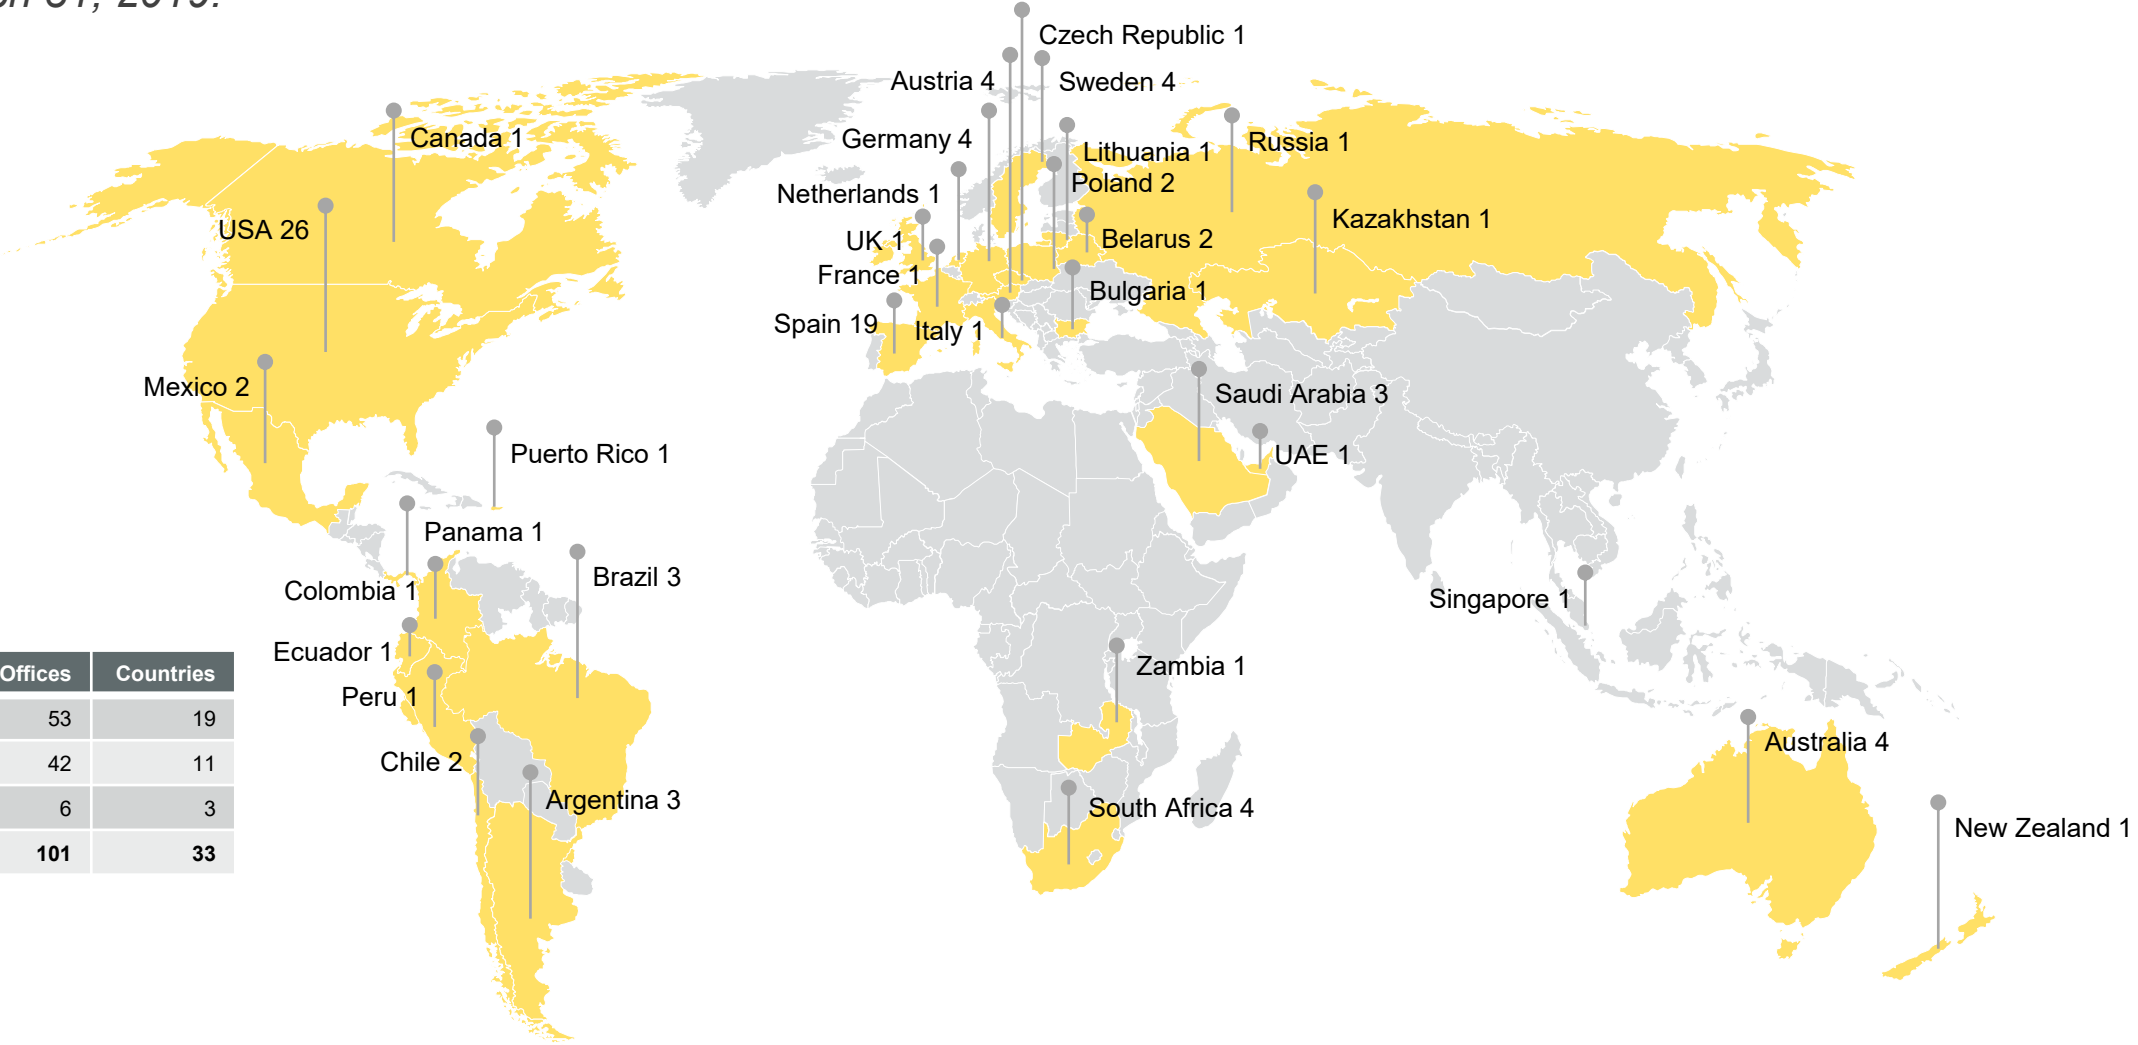 31, 2019.
Czech Republic 1
Austria 4
Sweden 4
Canada 1
Germany 4
Lithuania 1
Russia 1
Netherlands 1
Poland 2
USA 26
UK 1
Belarus 2
Kazakhstan 1
France 1
Bulgaria 1
Spain 19
Italy 1
Mexico 2
Saudi Arabia 3
Puerto Rico 1
UAE 1
Panama 1
Colombia 1
Brazil 3
Singapore 1
Ecuador 1
Zambia 1
Peru 1
Chile 2
Australia 4
Argentina 3
South Africa 4
New Zealand 1
Offices Countries
53 19
42 11
6 3
101 33